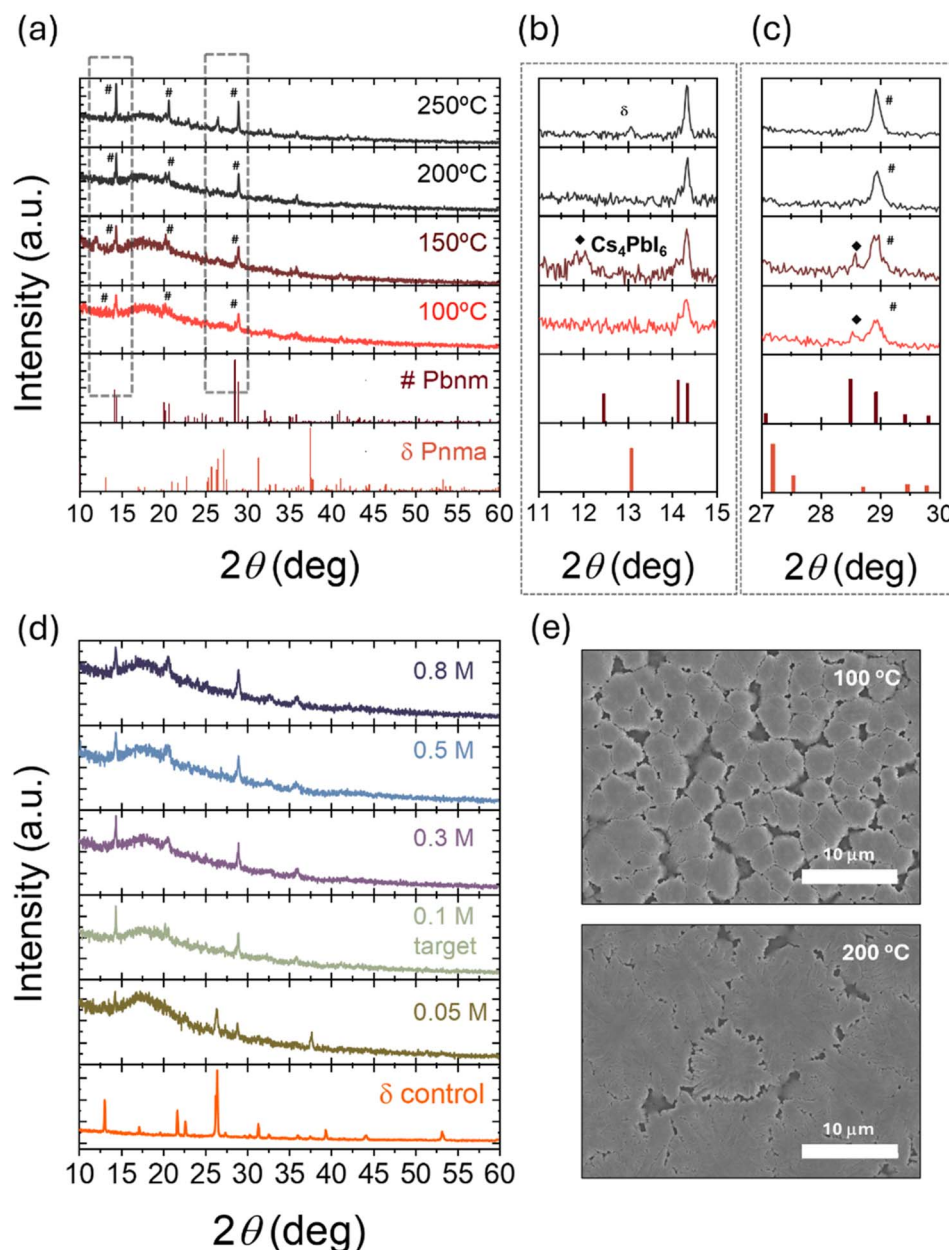 (a)
(b)
(c)
Intensity (a.u.)
# # # 250ºC
# # # 200ºC
# # # 150ºC
# # # 100ºC
# Pbnm
δ Pnma
10 15 20 25 30 35 40 45 50 55 60
2θ (deg)
δ
◆ Cs4PbI6
11 12 13 14 15
2θ (deg)
#
#
◆ #
◆ #
27 28 29 30
2θ (deg)
(d)
(e)
Intensity (a.u.)
0.8 M
0.5 M
0.3 M
0.1 M
target
0.05 M
δ control
10 15 20 25 30 35 40 45 50 55 60
2θ (deg)
100 ºC
10 μm
200 ºC
10 μm